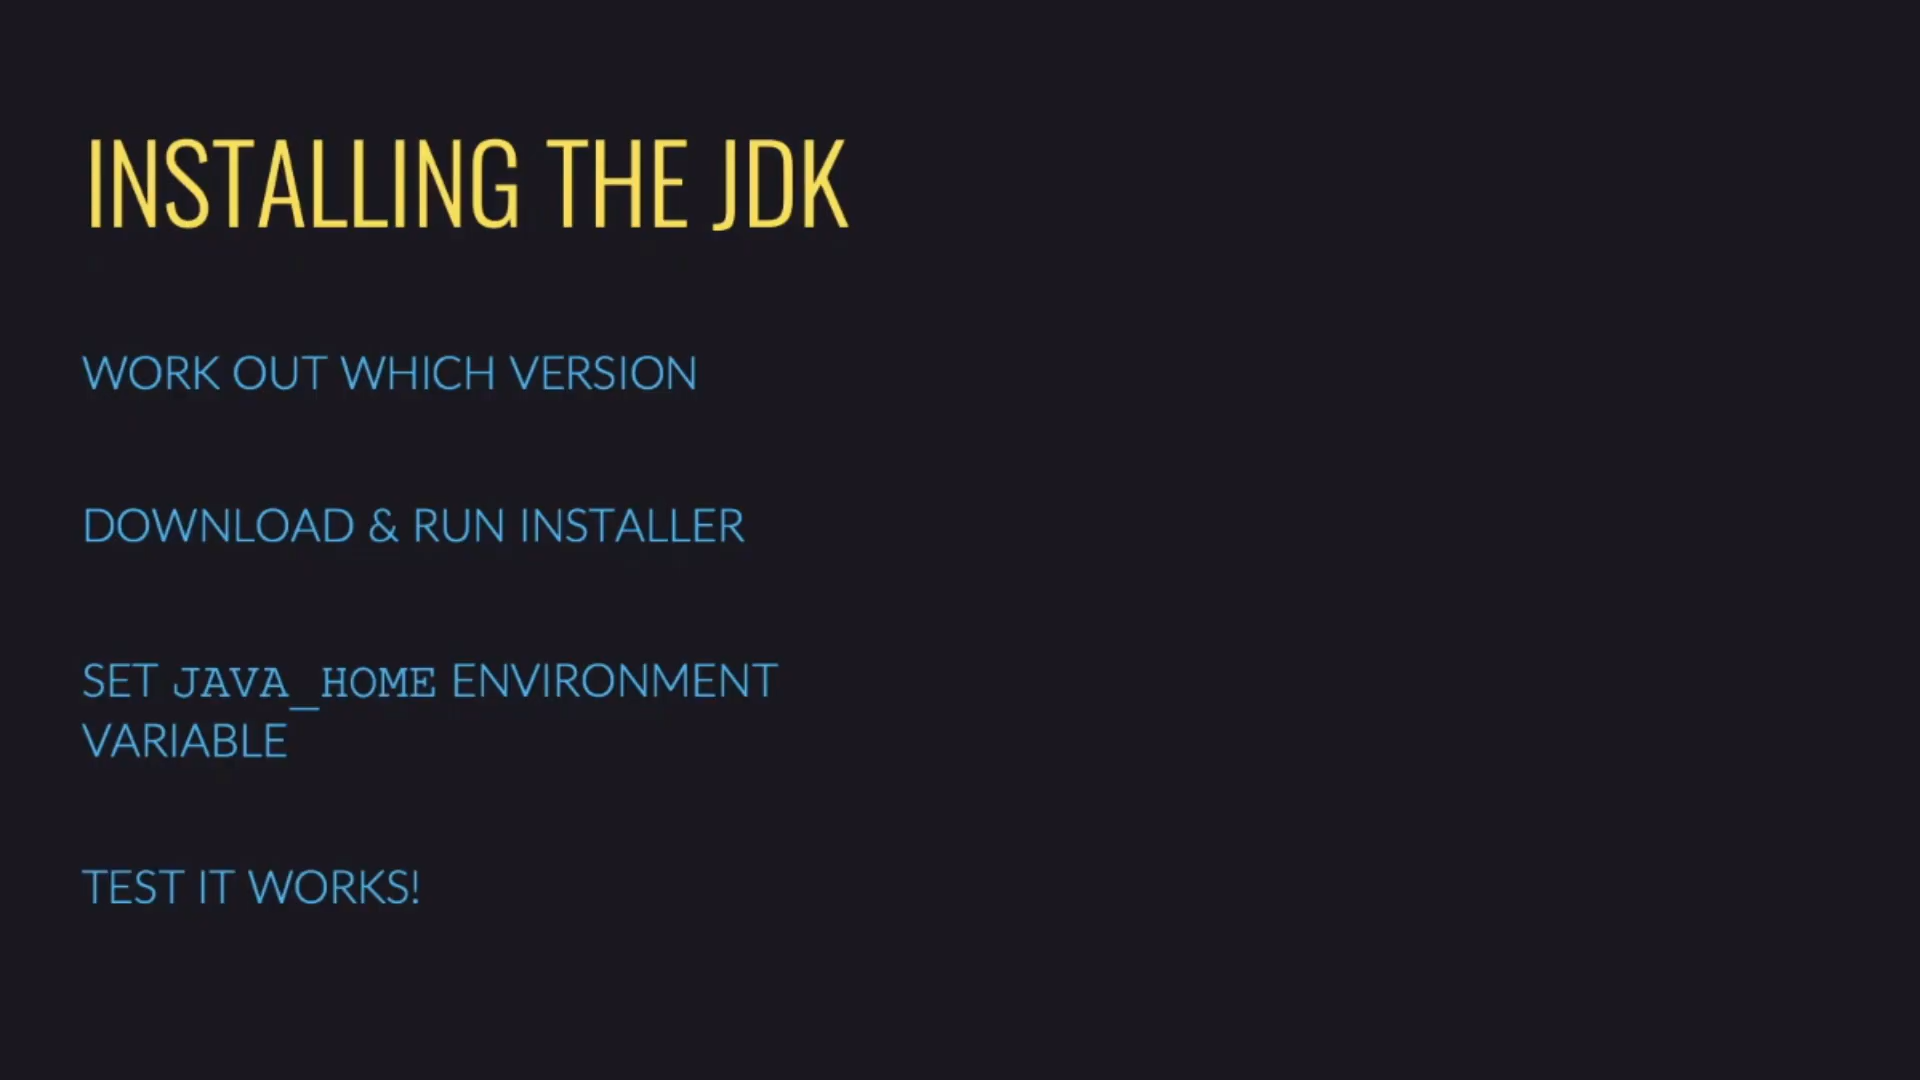 INSTALLING THE JDK
WORK OUT WHICH VERSION
DOWNLOAD & RUN INSTALLER
SET JAVA_HOME ENVIRONMENT
VARIABLE
TEST IT WORKS!